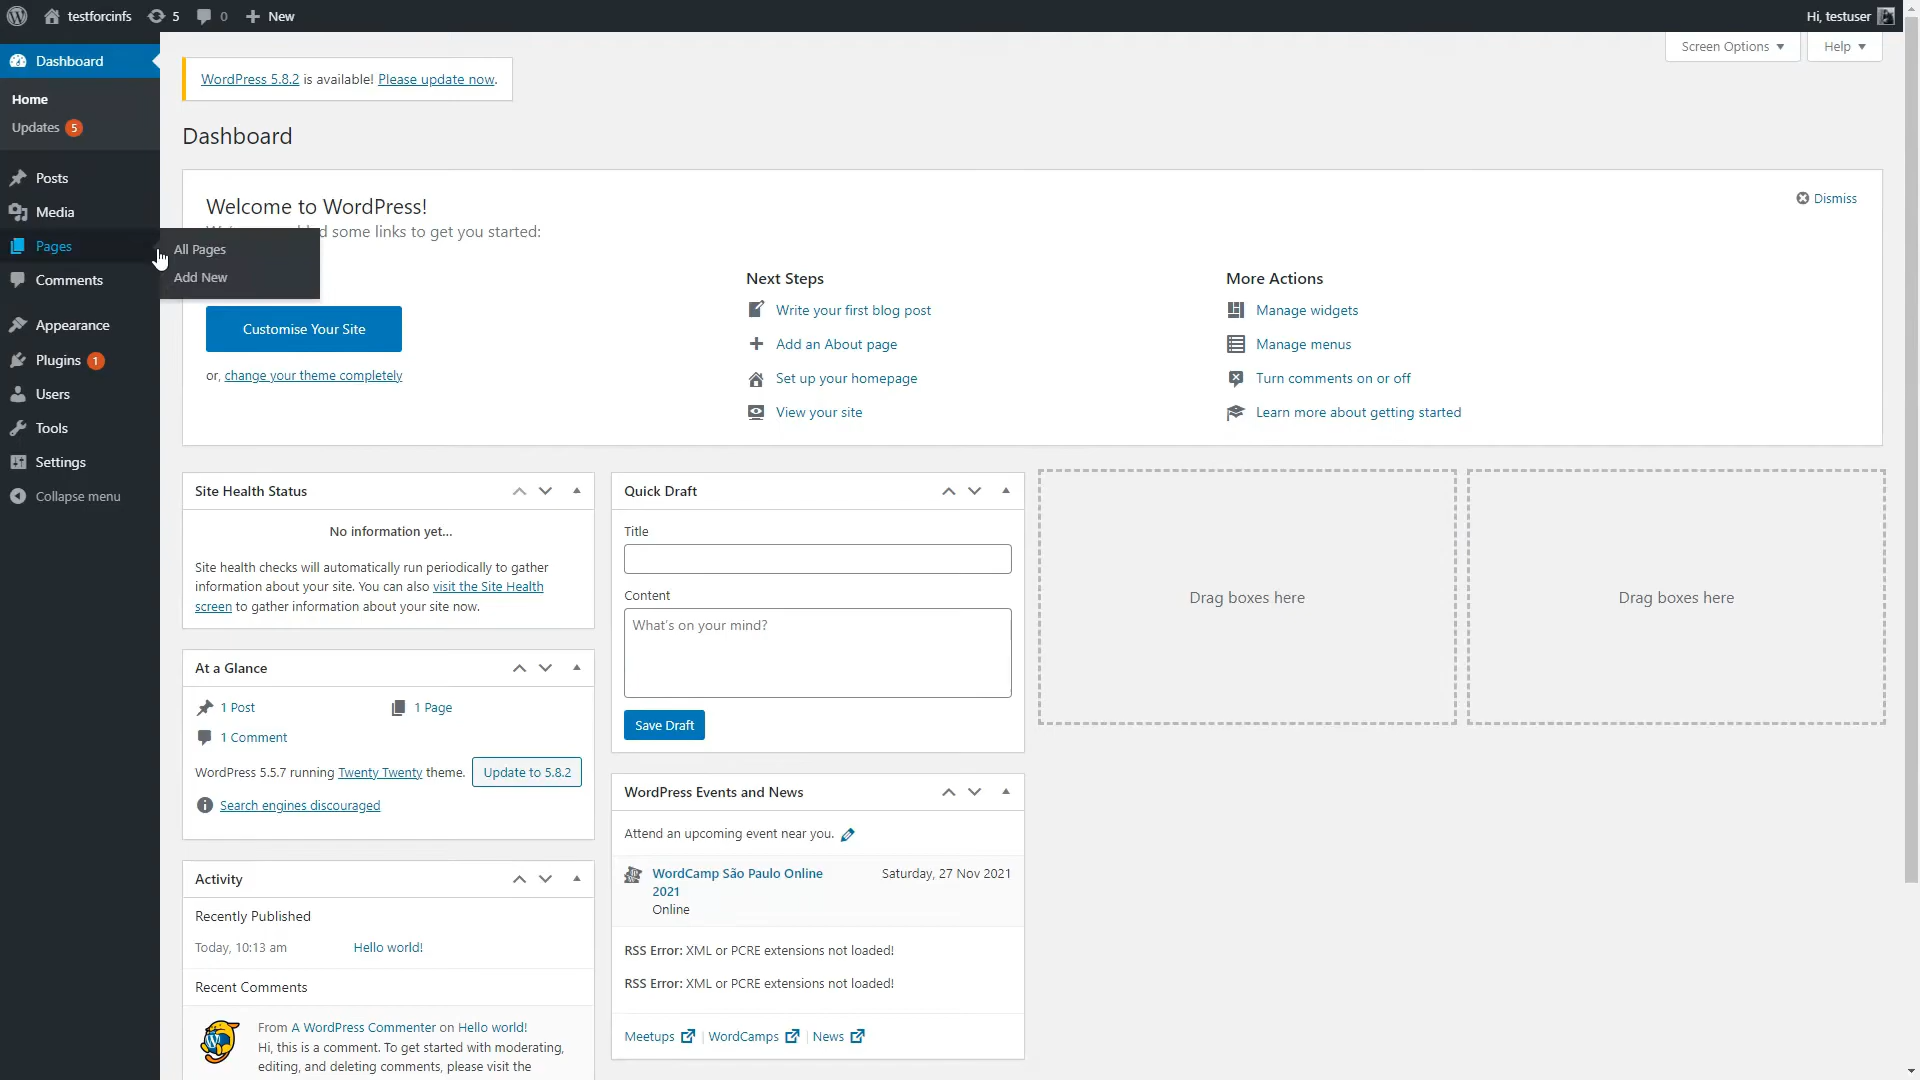 testforcinfs
5
0
New
Hi, testuser
Dashboard
Home
Updates 5
Posts
Media
Pages
All Pages
Add New
Comments
Appearance
Plugins 1
Users
Tools
Settings
Collapse menu
Screen Options
Help
WordPress 5.8.2 is available! Please update now.
Dashboard
Welcome to WordPress!
some links to get you started:
Dismiss
Customise Your Site
or, change your theme completely
Next Steps
Write your first blog post
Add an About page
Set up your homepage
View your site
More Actions
Manage widgets
Manage menus
Turn comments on or off
Learn more about getting started
Site Health Status
No information yet...
Site health checks will automatically run periodically to gather
information about your site. You can also visit the Site Health
screen to gather information about your site now.
At a Glance
1 Post
1 Page
1 Comment
WordPress 5.5.7 running Twenty Twenty theme.
Update to 5.8.2
Search engines discouraged
Activity
Recently Published
Today, 10:13 am
Hello world!
Recent Comments
From A WordPress Commenter on Hello world!
Hi, this is a comment. To get started with moderating,
editing, and deleting comments, please visit the
Quick Draft
Title
Content
What's on your mind?
Save Draft
WordPress Events and News
Attend an upcoming event near you.
WordCamp São Paulo Online
2021
Online
Saturday, 27 Nov 2021
RSS Error: XML or PCRE extensions not loaded!
RSS Error: XML or PCRE extensions not loaded!
Meetups | WordCamps | News
Drag boxes here
Drag boxes here